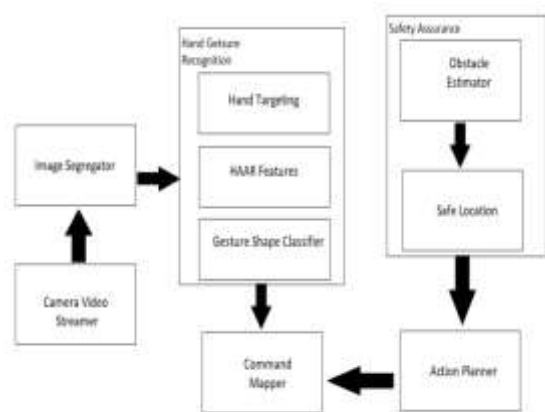 Hand Getsure
Recognition
Hand Targeting
HAAR Features
Gesture Shape Classifier
Safety Assurance
Obstacle
Estimator
Safe Location
Image Segregator
Camera Video
Streamer
Command
Mapper
Action Planner